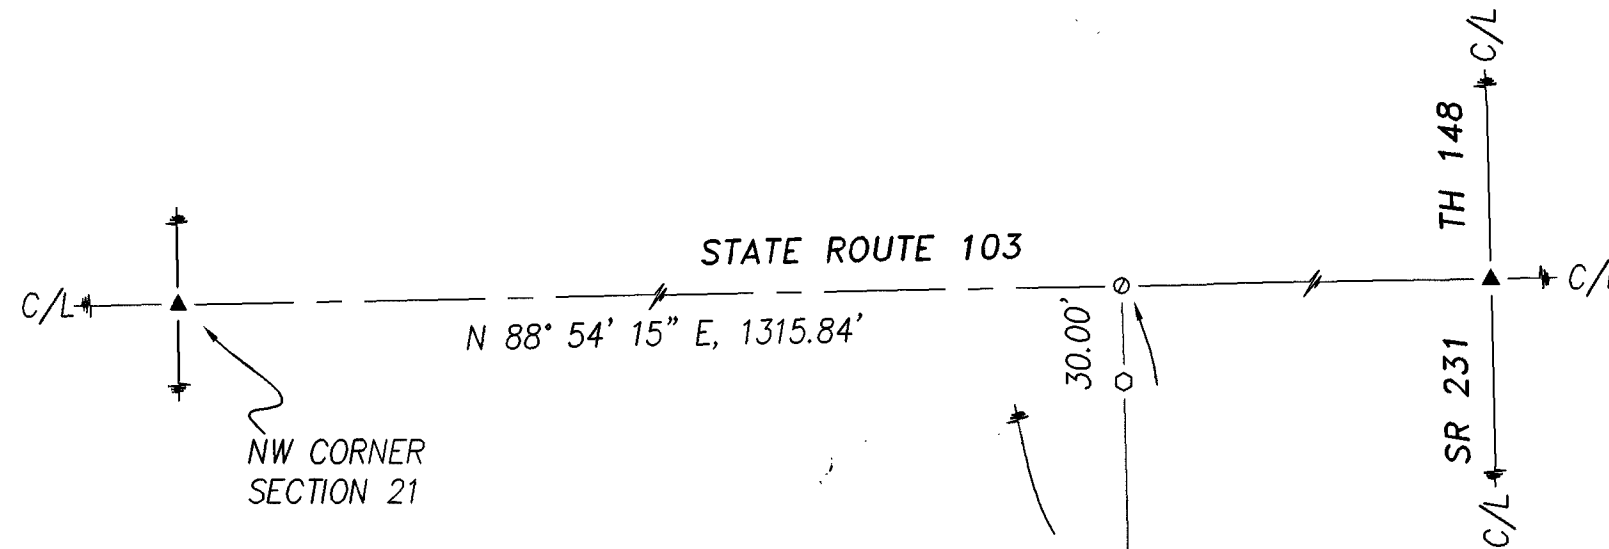 C/L
TH 148
STATE ROUTE 103
C/L
C/L
N 88° 54' 15" E, 1315.84'
30.00'
SR 231
NW CORNER
SECTION 21
C/L